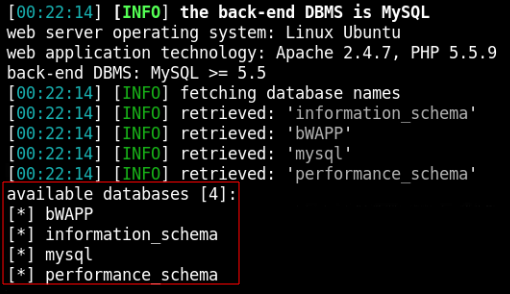 [00:22:14] [INFO] the back-end DBMS is MySQL
web server operating system: Linux Ubuntu
web application technology: Apache 2.4.7, PHP 5.5.9
back-end DBMS: MySQL >= 5.5
[00:22:14] [INFO] fetching database names
[00:22:14] [INFO] retrieved: 'information_schema'
[00:22:14] [INFO] retrieved: 'bWAPP'
[00:22:14] [INFO] retrieved: 'mysql'
[00:22:14] [INFO] retrieved: 'performance_schema'
available databases [4]:
[*] bWAPP
[*] information_schema
[*] mysql
[*] performance_schema